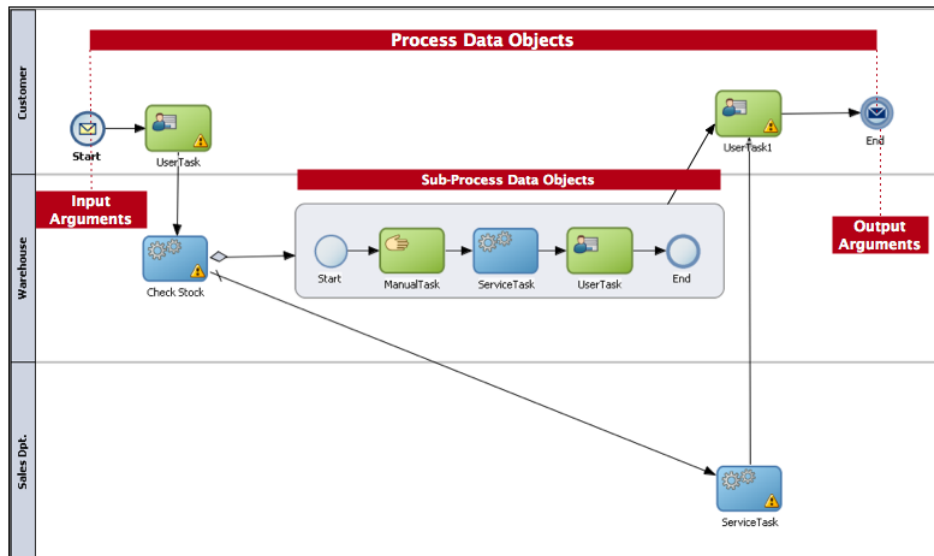 Process Data Objects
Customer
Start
UserTask
UserTask1
End
Input
Arguments
Sub-Process Data Objects
Output
Arguments
Warehouse
Check Stock
Start
ManualTask
ServiceTask
UserTask
End
Sales Dpt.
ServiceTask